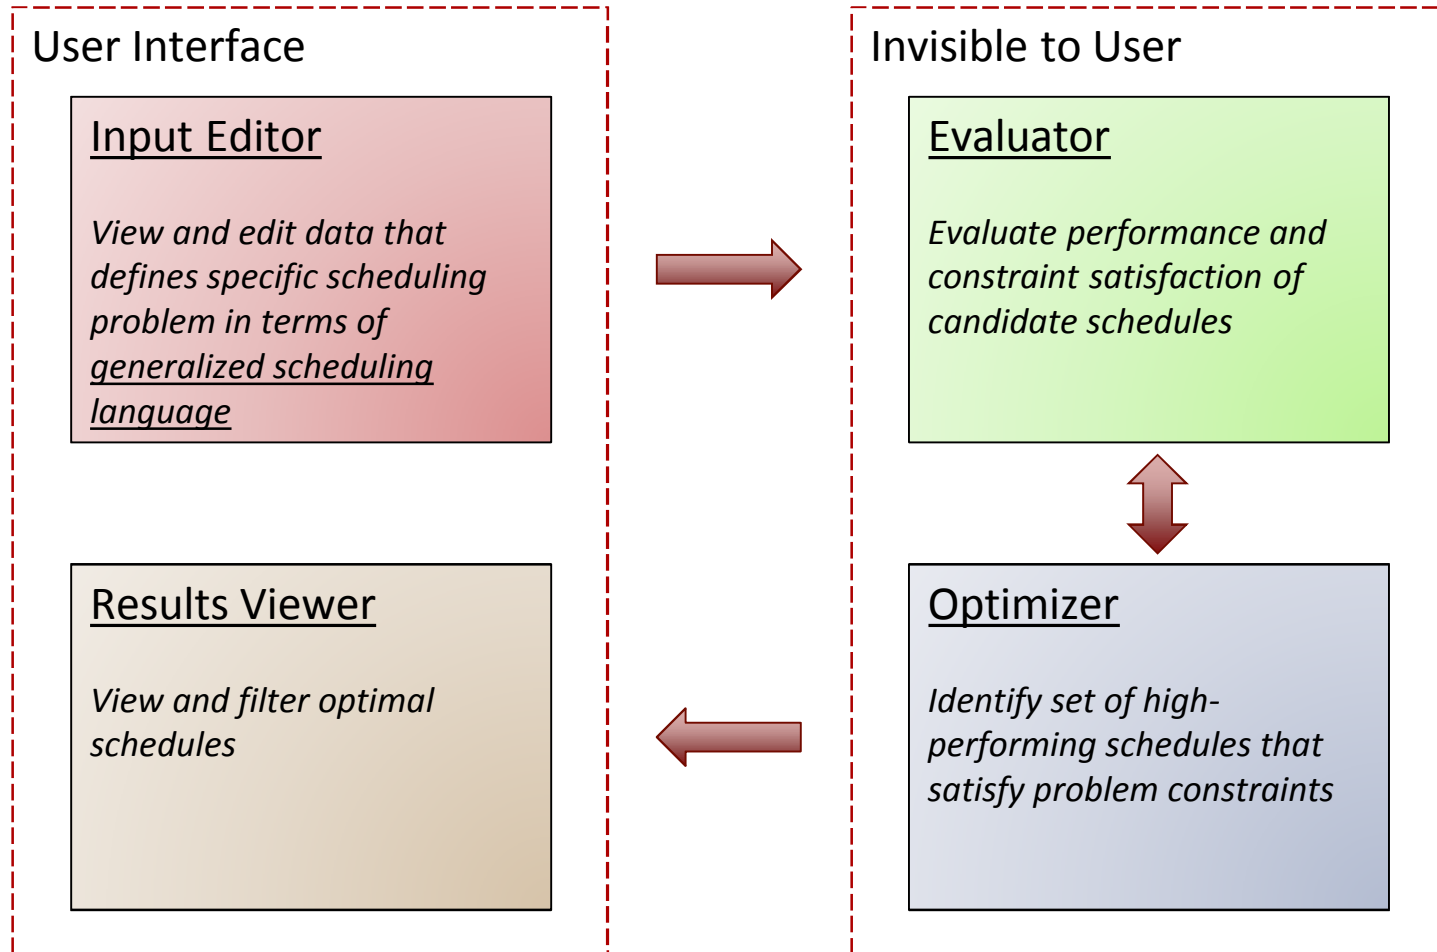 User Interface
Input Editor
View and edit data that
defines specific scheduling
problem in terms of
generalized scheduling
language
Results Viewer
View and filter optimal
schedules
Invisible to User
Evaluator
Evaluate performance and
constraint satisfaction of
candidate schedules
Optimizer
Identify set of high-
performing schedules that
satisfy problem constraints